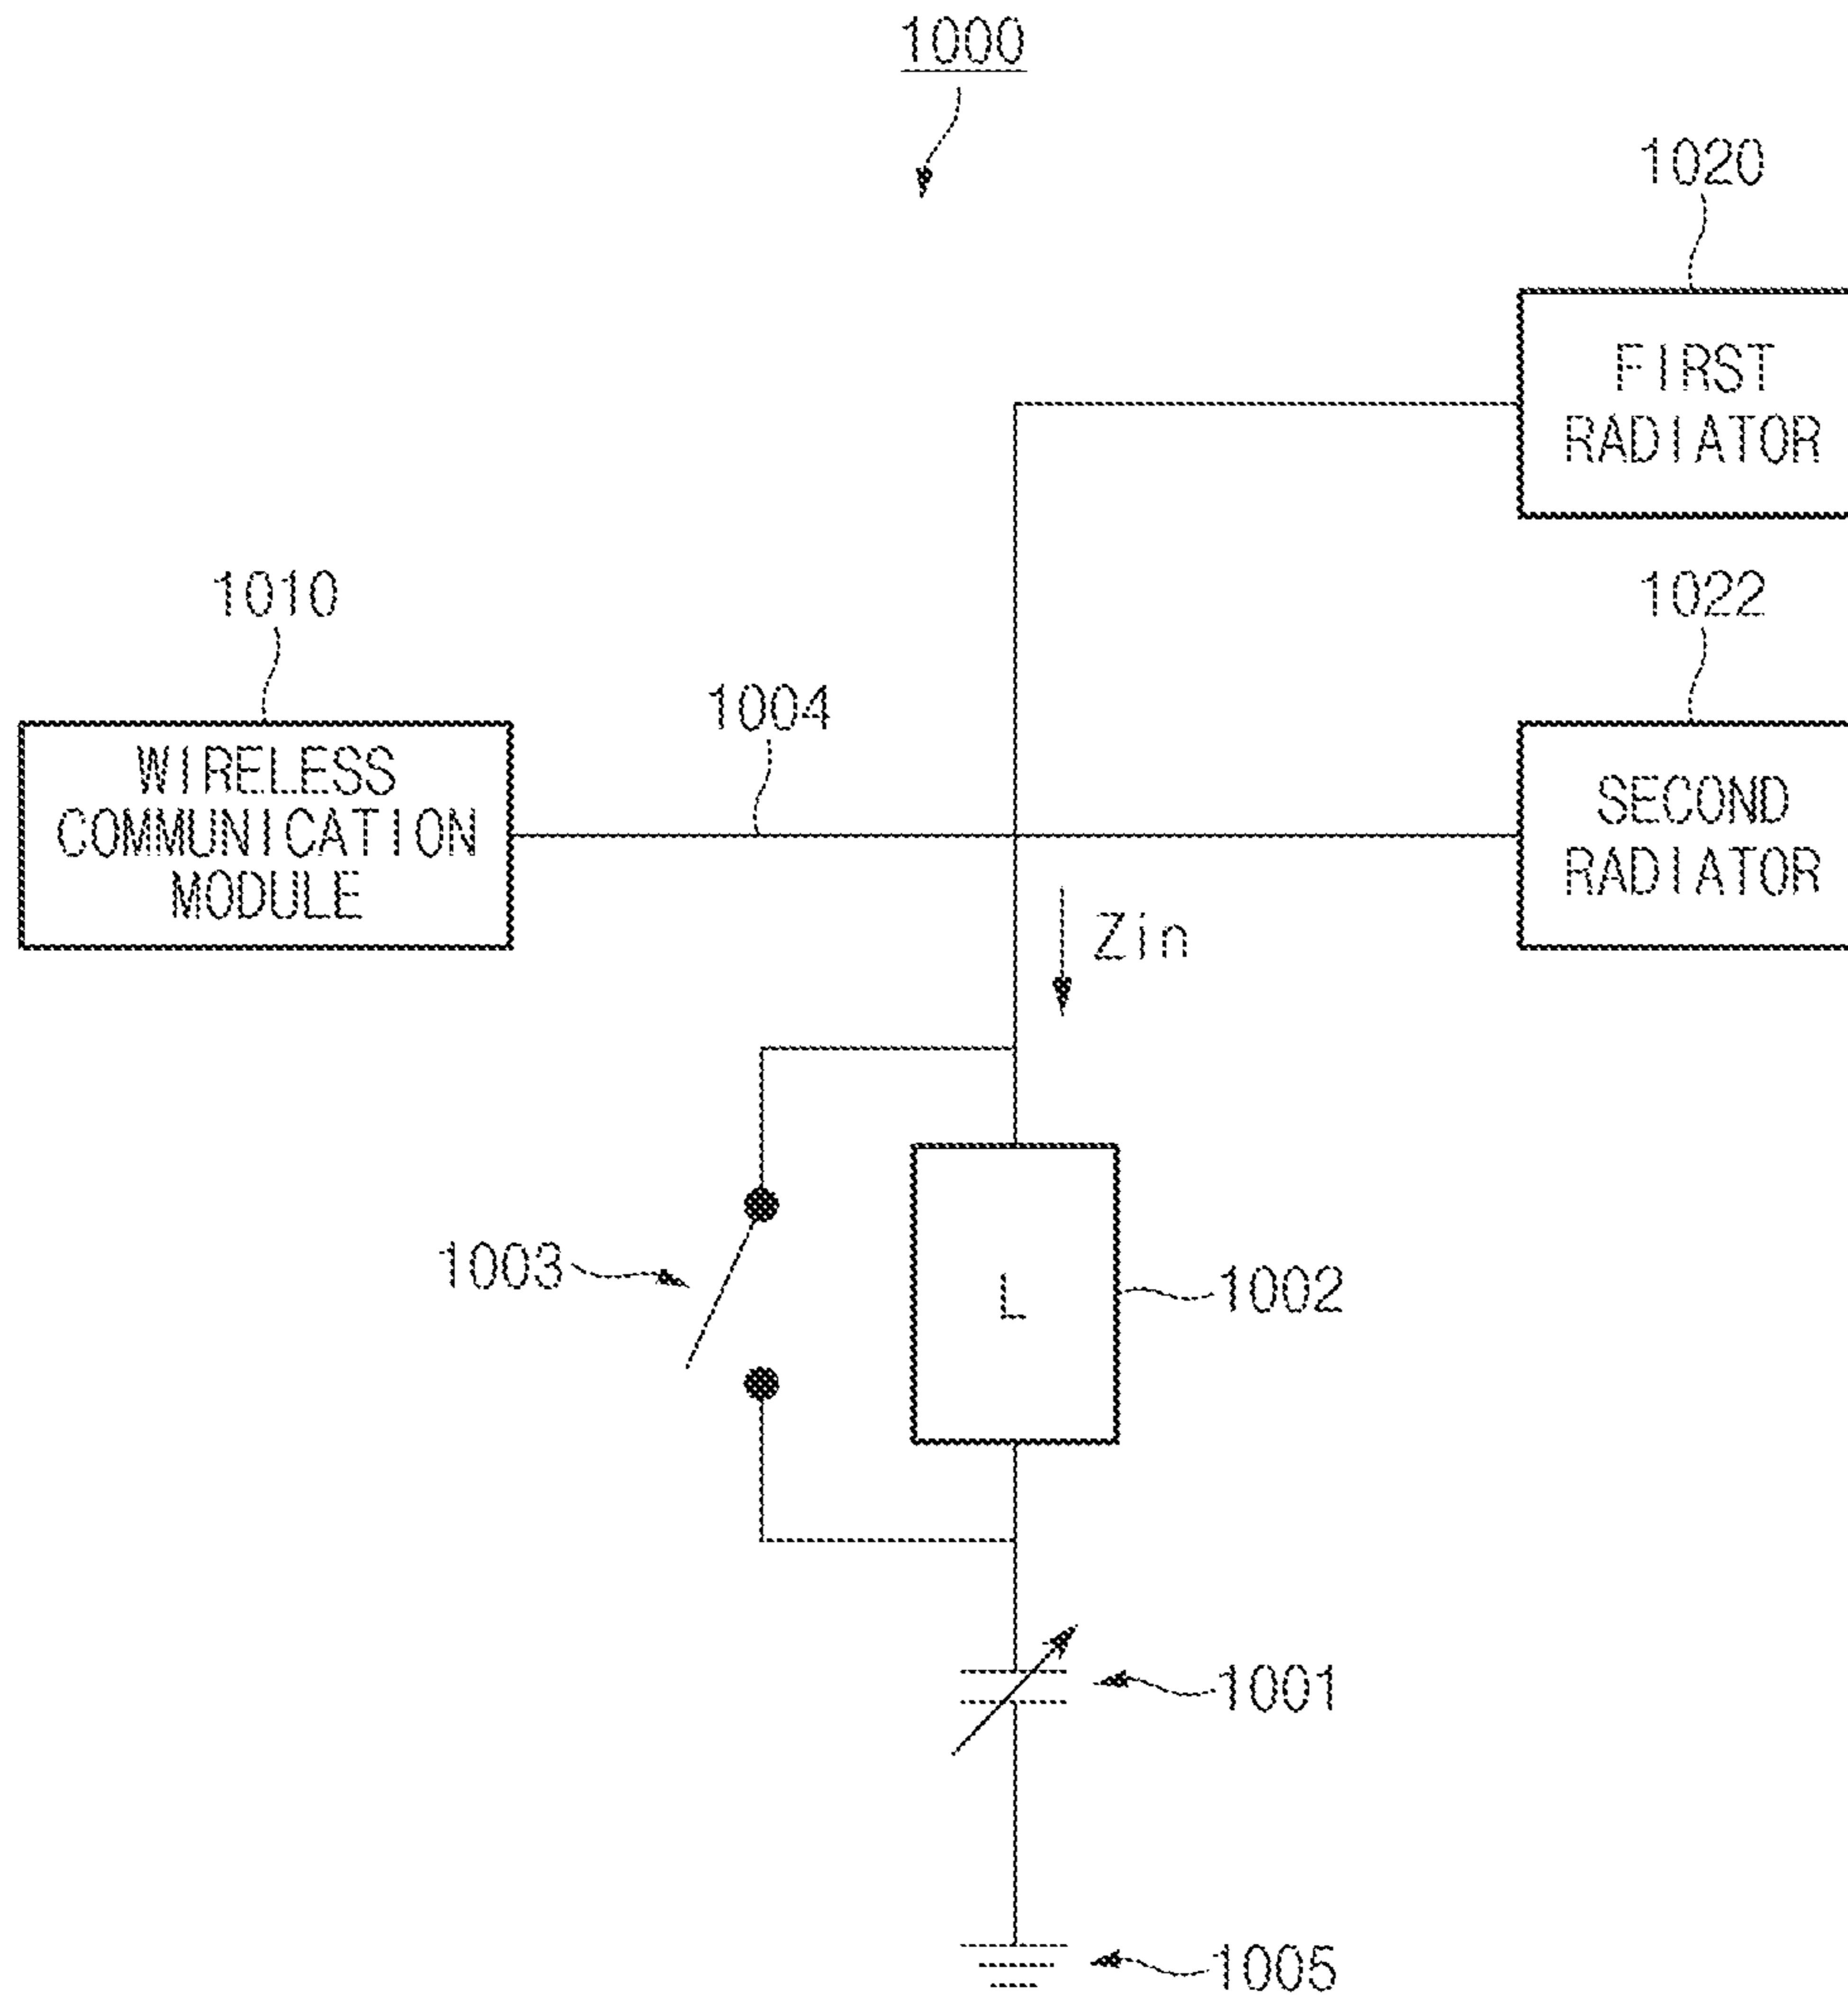 1000
1020
FIRST
RADIATOR
1010
1022
1004
WIRELESS
COMMUNICATION
MODULE
SECOND
RADIATOR
Zin
1003
L
1002
1001
1005